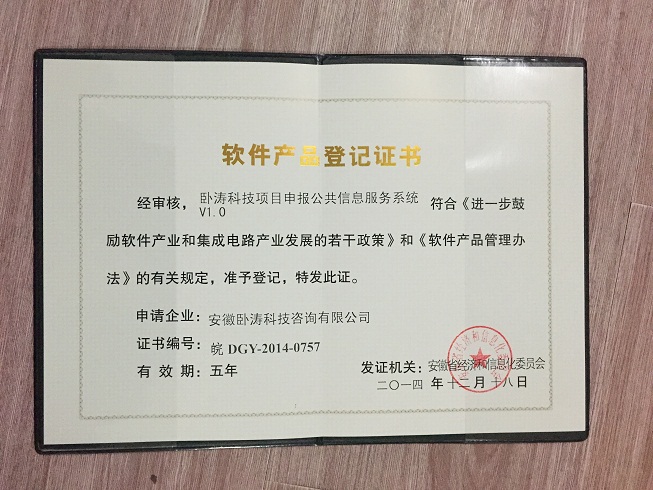 软件产品登记证书
经审核，卧涛科技项目申报公共信息服务系统
V1.0
符合《进一步鼓
励软件产业和集成电路产业发展的若干政策》和《软件产品管理办
法》的有关规定，准予登记，特发此证。
申请企业：安徽卧涛科技咨询有限公司
证书编号：皖 DGY-2014-0757
有 效 期：五年
发证机关：安徽省经济和信息化委员会
二〇一四 年 十二 月 十八 日